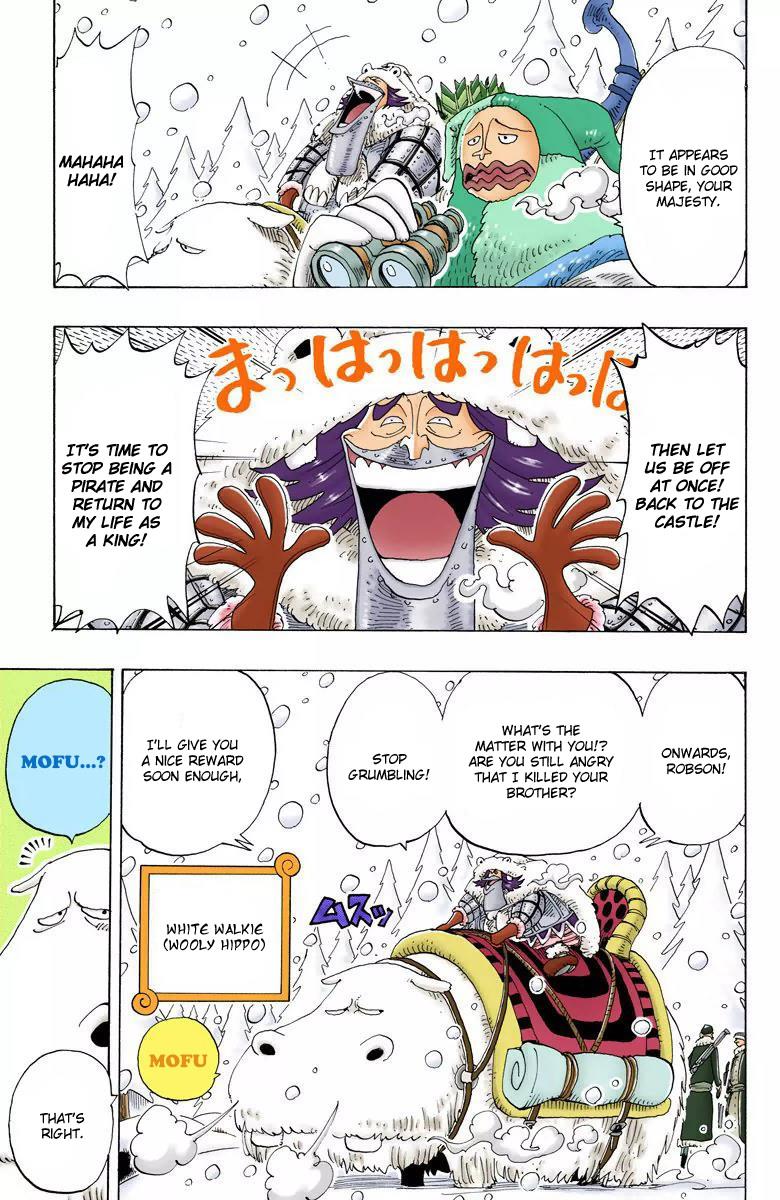 IT APPEARS
TO BE IN GOOD
SHAPE, YOUR
MAJESTY.
MAHAHA
HAHA!
まっはっはっはっは
THEN LET
US BE OFF
AT ONCE!
BACK TO THE
CASTLE!
IT'S TIME TO
STOP BEING A
PIRATE AND
RETURN TO
MY LIFE AS
A KING!
ONWARDS,
ROBSON!
WHAT'S THE
MATTER WITH YOU!?
ARE YOU STILL ANGRY
THAT I KILLED YOUR
BROTHER?
STOP
GRUMBLING!
I'LL GIVE YOU
A NICE REWARD
SOON ENOUGH,
ムスッ
WHITE WALKIE
(WOOLY HIPPO)
MOFU
MOFU...?
THAT'S
RIGHT.